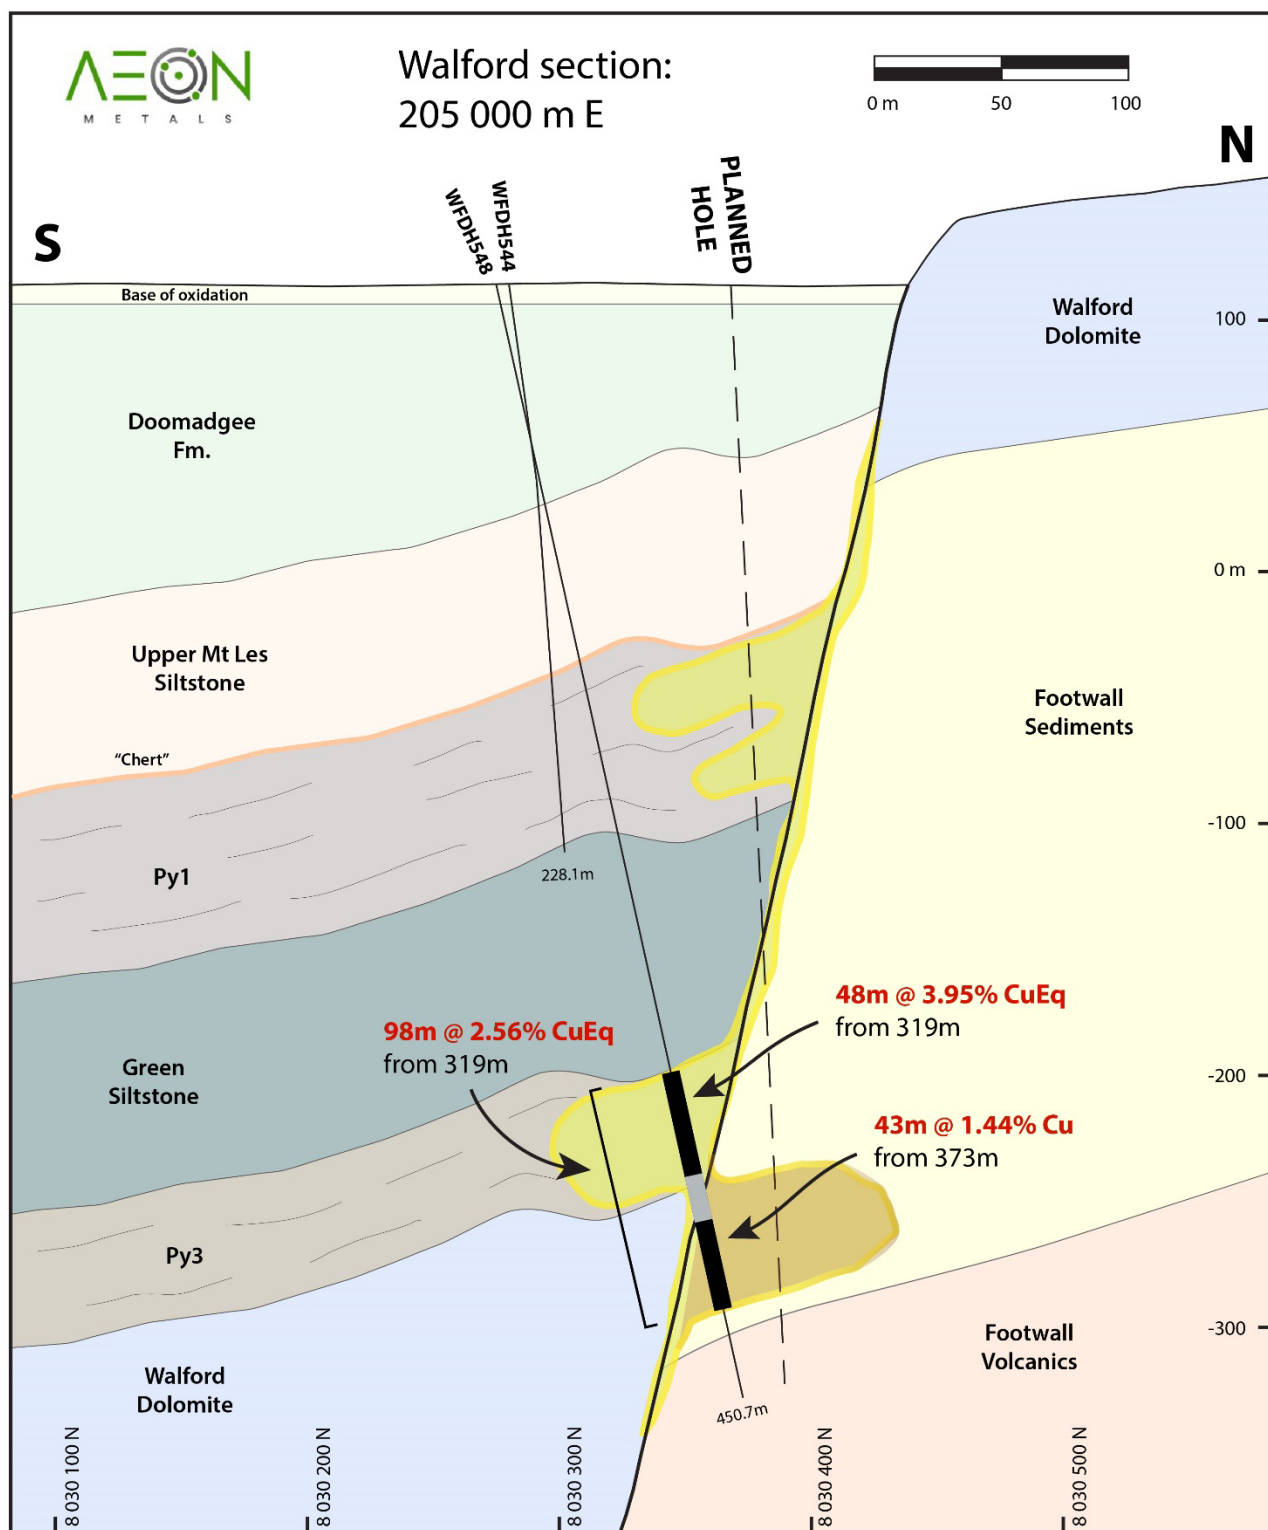 AEON
METALS
Walford section:
205 000 m E
0 m 50 100
S
N
WFDH548
WFDH544
PLANNED
HOLE
Base of oxidation
Walford
Dolomite
100
Doomadgee
Fm.
0 m
Upper Mt Les
Siltstone
Footwall
Sediments
"Chert"
-100
Py1
228.1m
48m @ 3.95% CuEq
from 319m
98m @ 2.56% CuEq
from 319m
Green
Siltstone
-200
43m @ 1.44% Cu
from 373m
Py3
-300
Footwall
Volcanics
Walford
Dolomite
450.7m
8 030 100 N
8 030 200 N
8 030 300 N
8 030 400 N
8 030 500 N